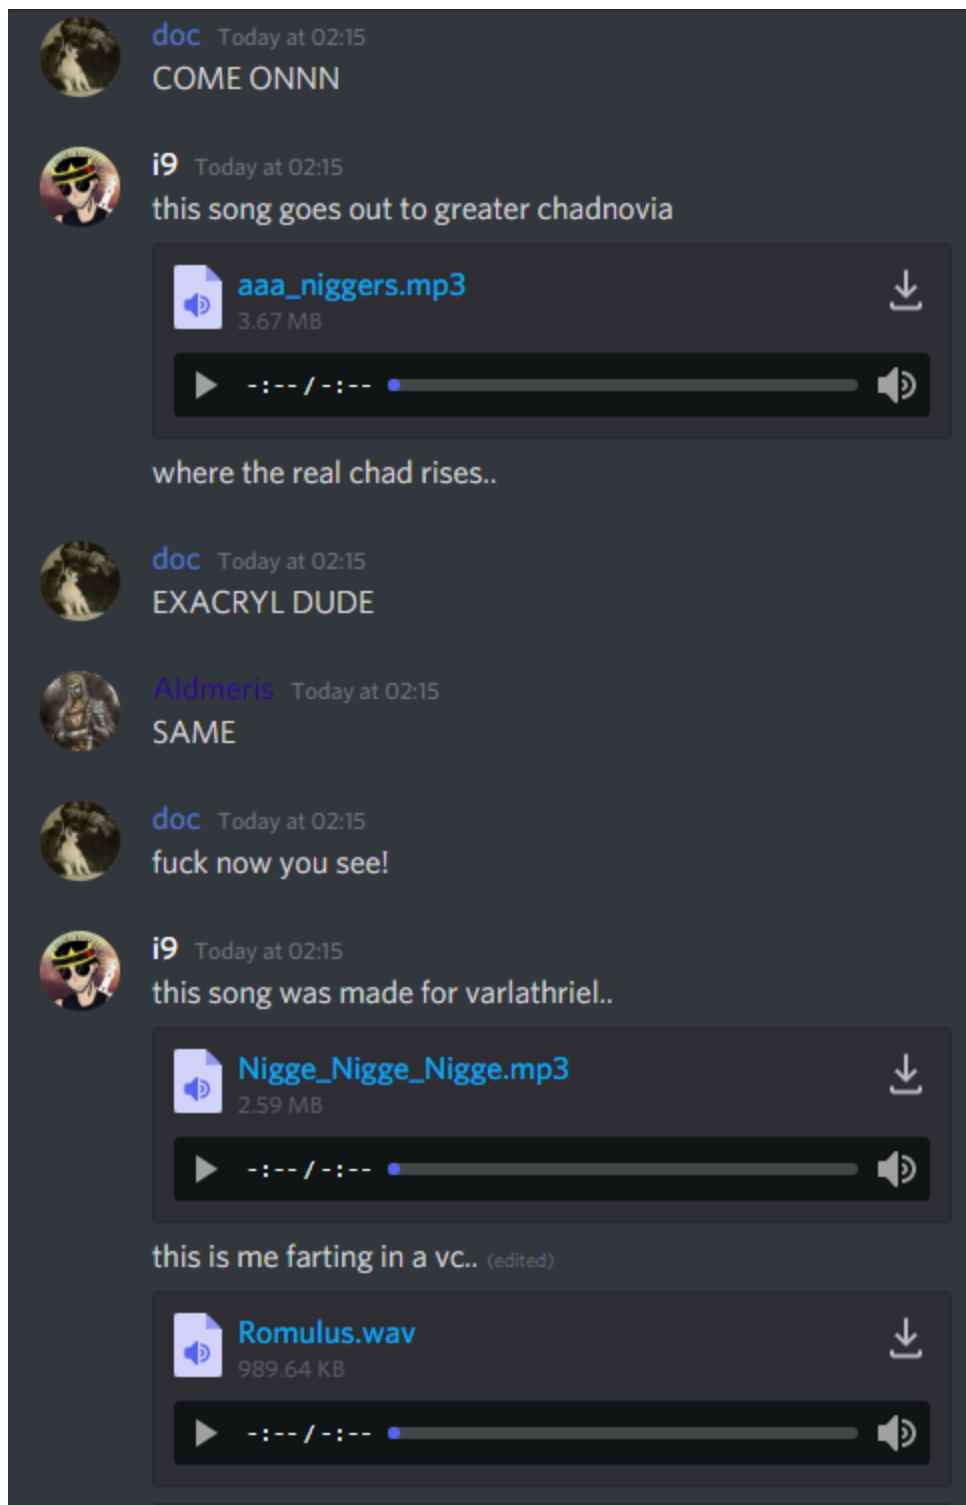 doc Today at 02:15
COME ONNN
i9 Today at 02:15
this song goes out to greater chadnovia
aaa_niggers.mp3
3.67 MB
-:-- / -:--
where the real chad rises..
doc Today at 02:15
EXACRYL DUDE
Aldmeris Today at 02:15
SAME
doc Today at 02:15
fuck now you see!
i9 Today at 02:15
this song was made for varlathriel..
Nigge_Nigge_Nigge.mp3
2.59 MB
-:-- / -:--
this is me farting in a vc.. (edited)
Romulus.wav
989.64 KB
-:-- / -:--